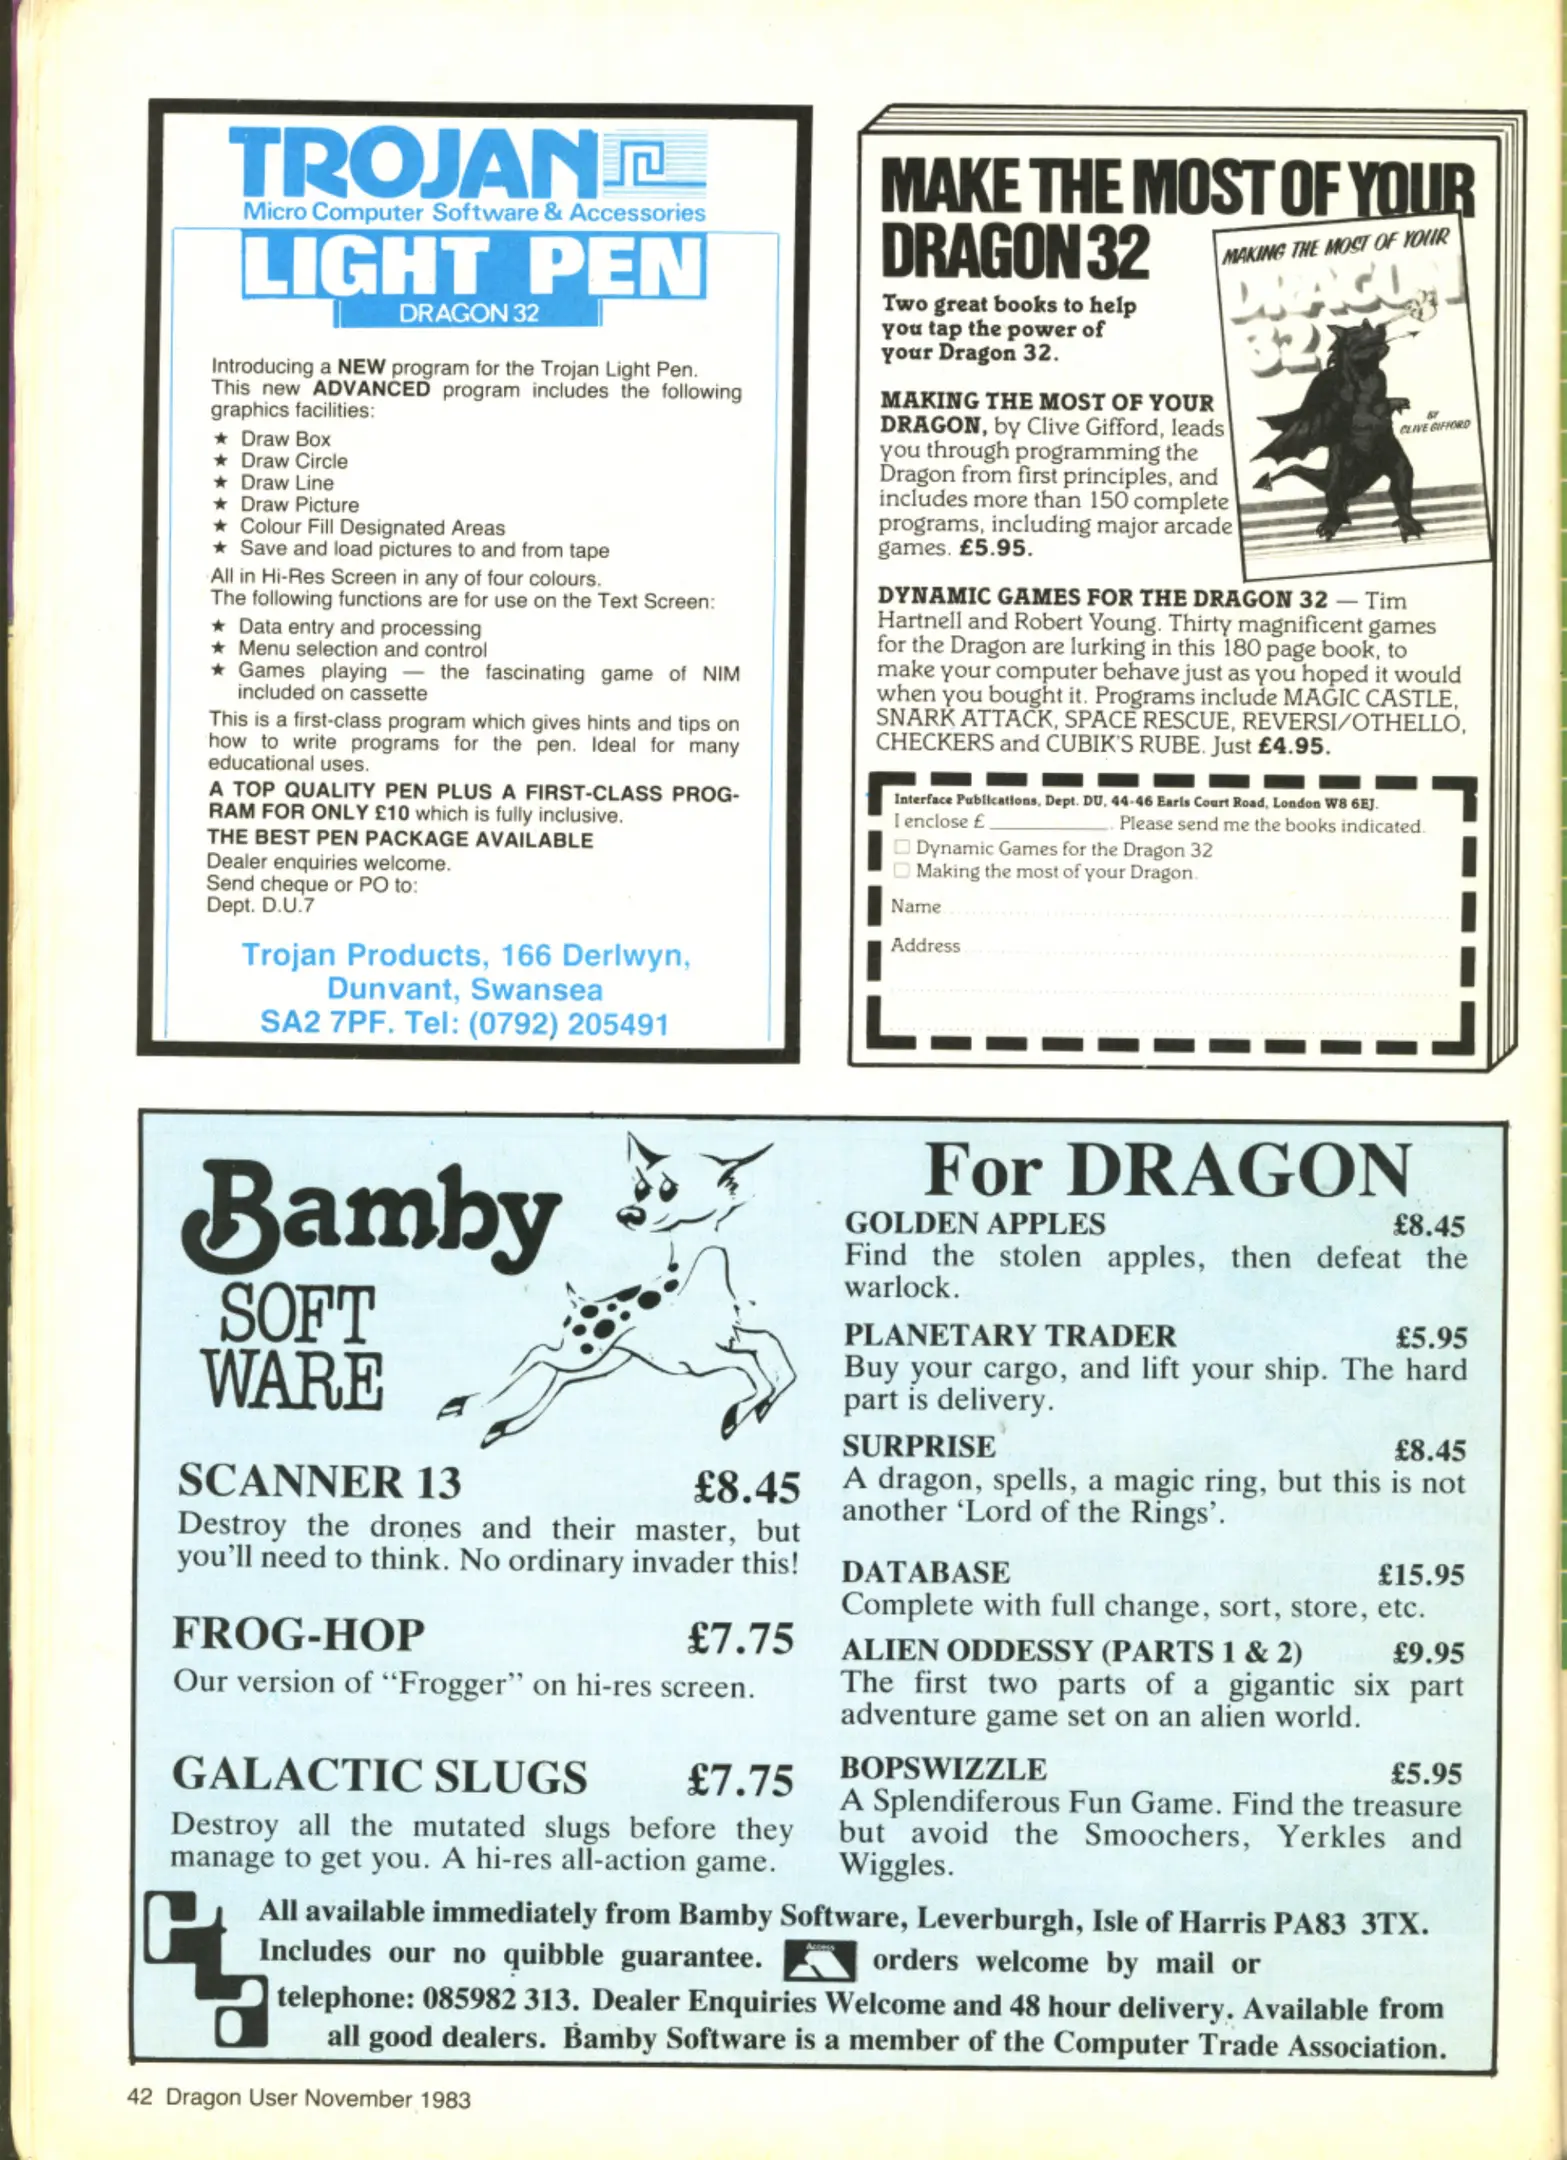 TROJAN
Micro Computer Software & Accessories
LIGHT PEN
DRAGON 32
Introducing a NEW program for the Trojan Light Pen.
This new ADVANCED program includes the following
graphics facilities:
★ Draw Box
★ Draw Circle
★ Draw Line
★ Draw Picture
★ Colour Fill Designated Areas
★ Save and load pictures to and from tape
All in Hi-Res Screen in any of four colours.
The following functions are for use on the Text Screen:
★ Data entry and processing
★ Menu selection and control
★ Games playing — the fascinating game of NIM
included on cassette
This is a first-class program which gives hints and tips on
how to write programs for the pen. Ideal for many
educational uses.
A TOP QUALITY PEN PLUS A FIRST-CLASS PROG-
RAM FOR ONLY £10 which is fully inclusive.
THE BEST PEN PACKAGE AVAILABLE
Dealer enquiries welcome.
Send cheque or PO to:
Dept. D.U.7
Trojan Products, 166 Derlwyn,
Dunvant, Swansea
SA2 7PF. Tel: (0792) 205491
MAKE THE MOST OF YOUR
DRAGON 32
Two great books to help
you tap the power of
your Dragon 32.
MAKING THE MOST OF YOUR
DRAGON
32
BY
CLIVE GIFFORD
MAKING THE MOST OF YOUR
DRAGON, by Clive Gifford, leads
you through programming the
Dragon from first principles, and
includes more than 150 complete
programs, including major arcade
games. £5.95.
DYNAMIC GAMES FOR THE DRAGON 32 — Tim
Hartnell and Robert Young. Thirty magnificent games
for the Dragon are lurking in this 180 page book, to
make your computer behave just as you hoped it would
when you bought it. Programs include MAGIC CASTLE,
SNARK ATTACK, SPACE RESCUE, REVERSI/OTHELLO,
CHECKERS and CUBIK'S RUBE. Just £4.95.
Interface Publications, Dept. DU, 44-46 Earls Court Road, London W8 6EJ.
I enclose £ . Please send me the books indicated.
Dynamic Games for the Dragon 32
Making the most of your Dragon.
Name
Address
Bamby
SOFT
WARE
SCANNER 13 £8.45
Destroy the drones and their master, but
you'll need to think. No ordinary invader this!
FROG-HOP £7.75
Our version of "Frogger" on hi-res screen.
GALACTIC SLUGS £7.75
Destroy all the mutated slugs before they
manage to get you. A hi-res all-action game.
For DRAGON
GOLDEN APPLES £8.45
Find the stolen apples, then defeat the
warlock.
PLANETARY TRADER £5.95
Buy your cargo, and lift your ship. The hard
part is delivery.
SURPRISE £8.45
A dragon, spells, a magic ring, but this is not
another 'Lord of the Rings'.
DATABASE £15.95
Complete with full change, sort, store, etc.
ALIEN ODDESSY (PARTS 1 & 2) £9.95
The first two parts of a gigantic six part
adventure game set on an alien world.
BOPSWIZZLE £5.95
A Splendiferous Fun Game. Find the treasure
but avoid the Smoochers, Yerkles and
Wiggles.
All available immediately from Bamby Software, Leverburgh, Isle of Harris PA83 3TX.
Includes our no quibble guarantee. Access orders welcome by mail or
telephone: 085982 313. Dealer Enquiries Welcome and 48 hour delivery. Available from
all good dealers. Bamby Software is a member of the Computer Trade Association.
42 Dragon User November 1983